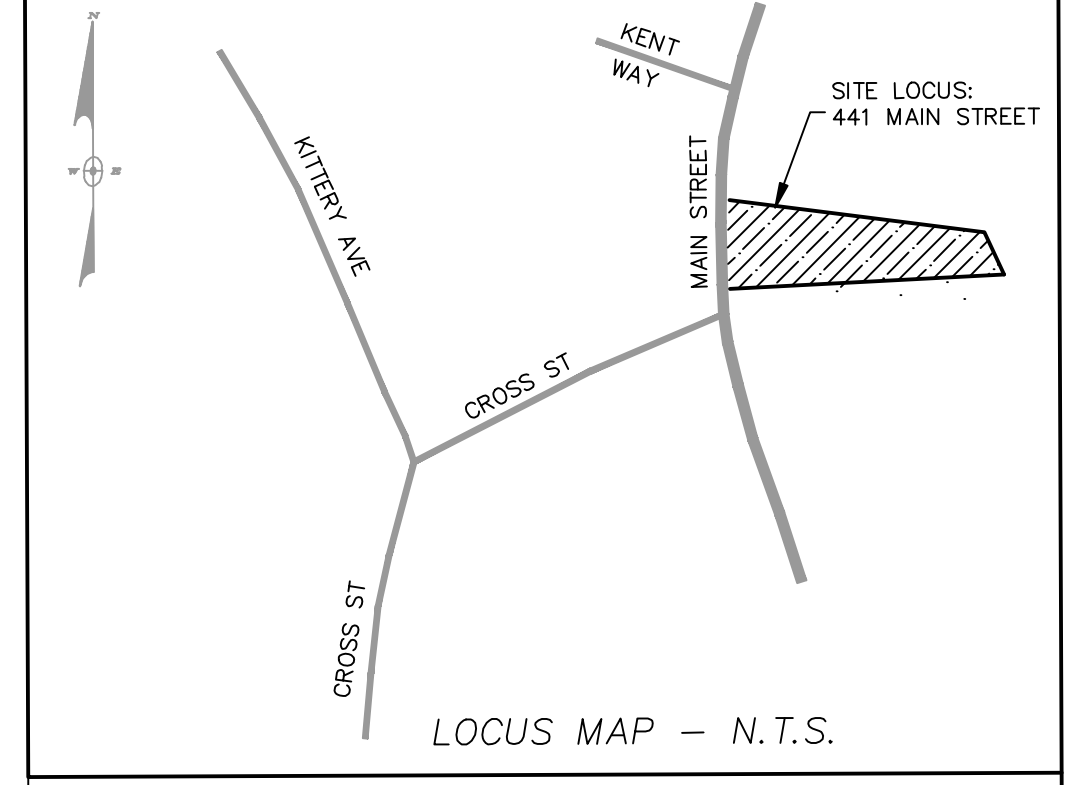 N
W E
KENT
WAY
SITE LOCUS:
441 MAIN STREET
KITTERY AVE
MAIN STREET
CROSS ST
CROSS ST
LOCUS MAP – N.T.S.